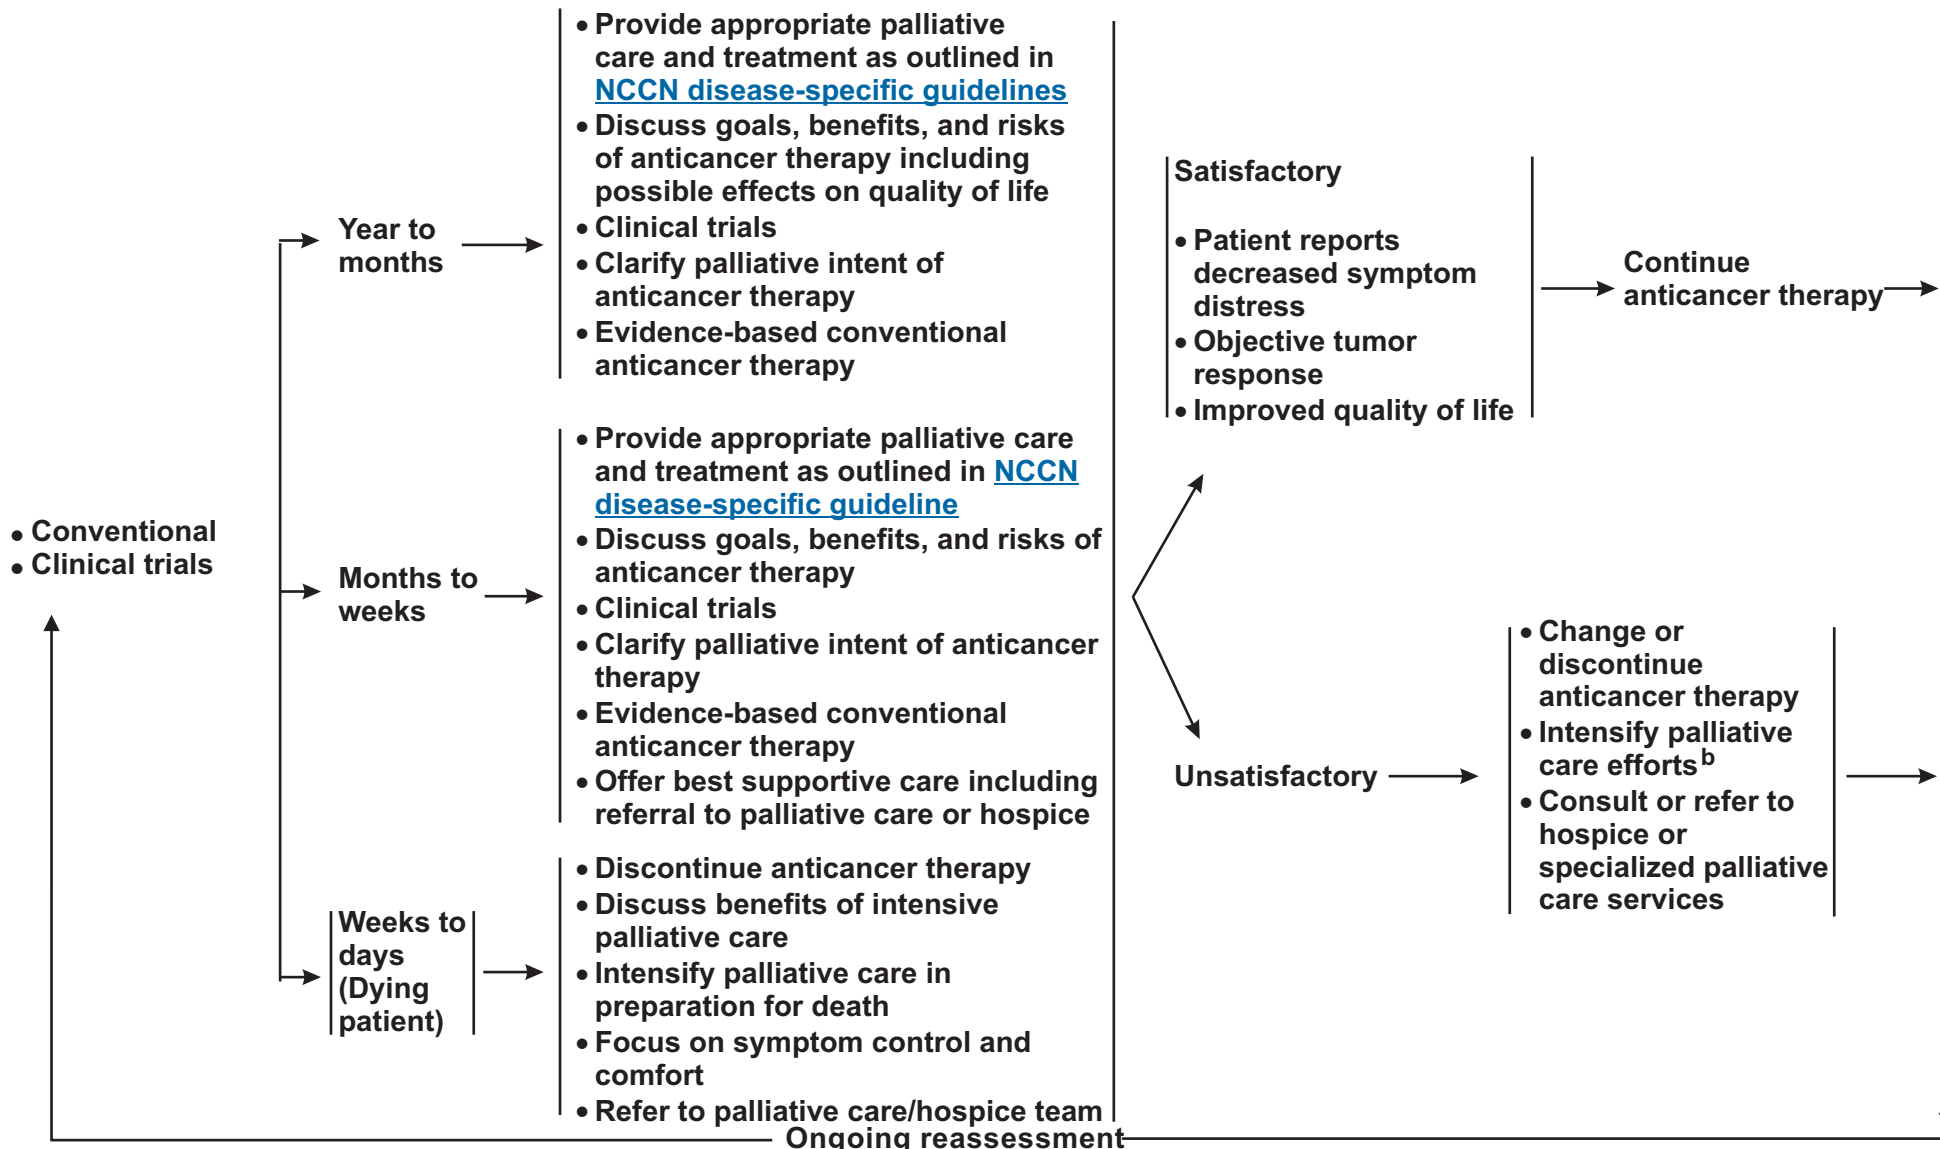 • Conventional
• Clinical trials
Year to
months
• Provide appropriate palliative
care and treatment as outlined in
NCCN disease-specific guidelines
• Discuss goals, benefits, and risks
of anticancer therapy including
possible effects on quality of life
• Clinical trials
• Clarify palliative intent of
anticancer therapy
• Evidence-based conventional
anticancer therapy
Months to
weeks
• Provide appropriate palliative care
and treatment as outlined in NCCN
disease-specific guideline
• Discuss goals, benefits, and risks of
anticancer therapy
• Clinical trials
• Clarify palliative intent of anticancer
therapy
• Evidence-based conventional
anticancer therapy
• Offer best supportive care including
referral to palliative care or hospice
Weeks to
days
(Dying
patient)
• Discontinue anticancer therapy
• Discuss benefits of intensive
palliative care
• Intensify palliative care in
preparation for death
• Focus on symptom control and
comfort
• Refer to palliative care/hospice team
Satisfactory
• Patient reports
decreased symptom
distress
• Objective tumor
response
• Improved quality of life
Continue
anticancer therapy
Unsatisfactory
• Change or
discontinue
anticancer therapy
• Intensify palliative
care efforts b
• Consult or refer to
hospice or
specialized palliative
care services
Ongoing reassessment